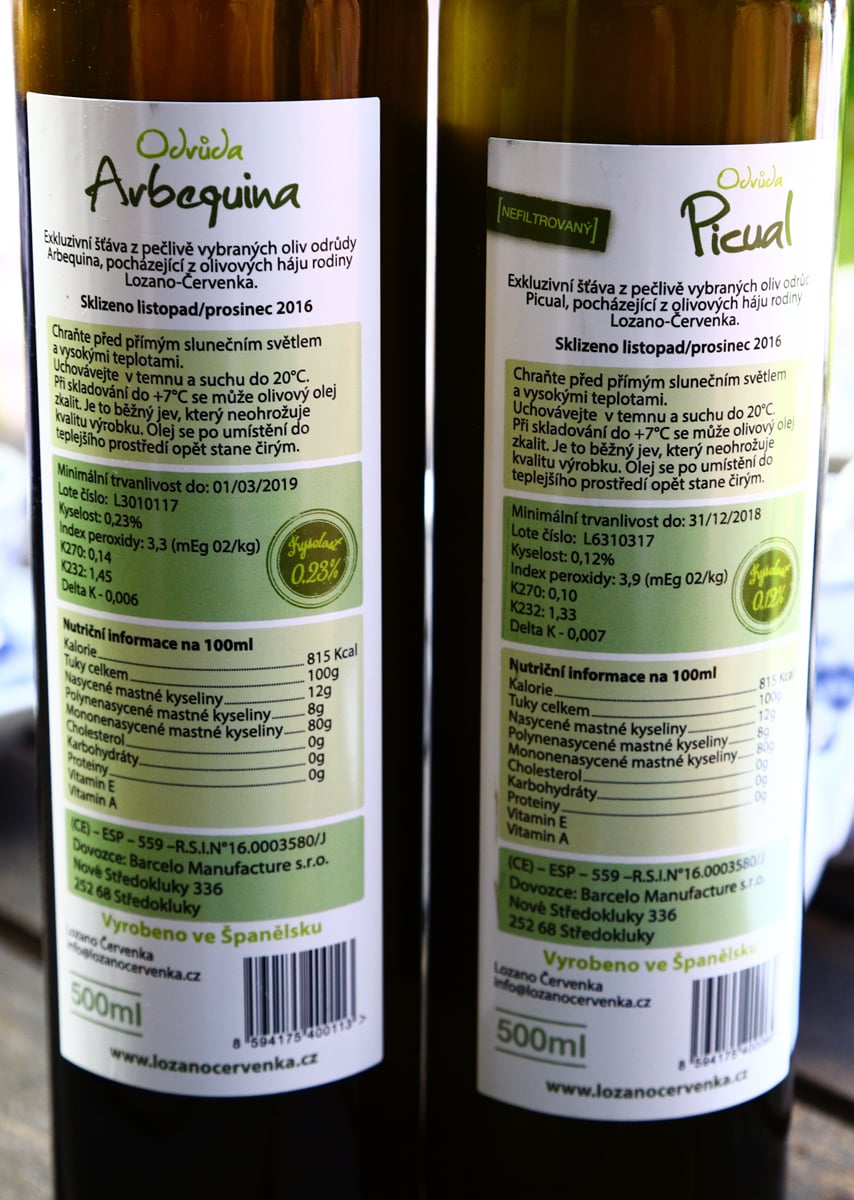 Odrůda
Arbequina
Exkluzivní šťáva z pečlivě vybraných oliv odrůdy
Arbequina, pocházející z olivových háju rodiny
Lozano-Červenka.
Sklizeno listopad/prosinec 2016
Chraňte před přímým slunečním světlem
a vysokými teplotami.
Uchovávejte v temnu a suchu do 20°C.
Při skladování do +7°C se může olivový olej
zkalit. Je to běžný jev, který neohrožuje
kvalitu výrobku. Olej se po umístění do
teplejšího prostředí opět stane čirým.
Minimální trvanlivost do: 01/03/2019
Lote číslo: L3010117
Kyselost: 0,23%
Index peroxidy: 3,3 (mEg 02/kg)
K270: 0,14
K232: 1,45
Delta K - 0,006
Kyselost
0.23%
Nutriční informace na 100ml
Kalorie 815 Kcal
Tuky celkem 100g
Nasycené mastné kyseliny 12g
Polynenasycené mastné kyseliny 8g
Mononenasycené mastné kyseliny 80g
Cholesterol 0g
Karbohydráty 0g
Proteiny 0g
Vitamin E
Vitamin A
(CE) – ESP – 559 –R.S.I.N°16.0003580/J
Dovozce: Barcelo Manufacture s.r.o.
Nové Středokluky 336
252 68 Středokluky
Vyrobeno ve Španělsku
Lozano Červenka
info@lozanocervenka.cz
500ml
8 594175 400113 >
www.lozanocervenka.cz
Odrůda
[NEFILTROVANÝ]
Picual
Exkluzivní šťáva z pečlivě vybraných oliv
Picual, pocházející z olivových háju rodiny
Lozano-Červenka.
Sklizeno listopad/prosinec 2016
Chraňte před přímým slunečním světlem
a vysokými teplotami.
Uchovávejte v temnu a suchu do 20°C.
Při skladování do +7°C se může olivový olej
zkalit. Je to běžný jev, který neohrožuje
kvalitu výrobku. Olej se po umístění do
teplejšího prostředí opět stane čirým.
Minimální trvanlivost do: 31/12/2018
Lote číslo: L6310317
Kyselost: 0,12%
Index peroxidy: 3,9 (mEg 02/kg)
K270: 0,10
K232: 1,33
Delta K - 0,007
Kyselost
0.12%
Nutriční informace na 100ml
Kalorie 815 Kcal
Tuky celkem 100g
Nasycené mastné kyseliny 12g
Polynenasycené mastné kyseliny 8g
Mononenasycené mastné kyseliny 80g
Cholesterol 0g
Karbohydráty 0g
Proteiny 0g
Vitamin E
Vitamin A
(CE) – ESP – 559 –R.S.I.N°16.0003580/J
Dovozce: Barcelo Manufacture s.r.o.
Nové Středokluky 336
252 68 Středokluky
Vyrobeno ve Španělsku
Lozano Červenka
info@lozanocervenka.cz
500ml
8 594175
www.lozanocervenka.cz